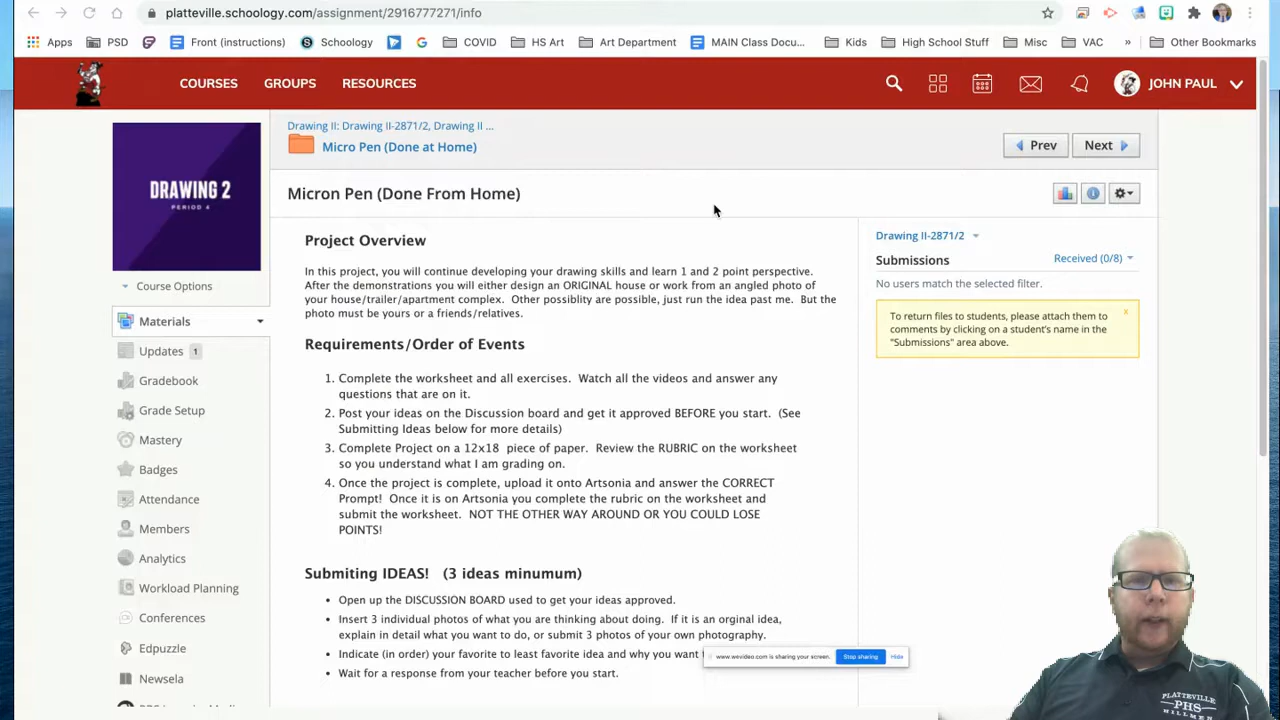 platteville.schoology.com/assignment/2916777271/info
Apps PSD Front (instructions) Schoology COVID HS Art Art Department MAIN Class Docu... Kids High School Stuff Misc VAC » Other Bookmarks
COURSES GROUPS RESOURCES JOHN PAUL
DRAWING 2
PERIOD 4
Course Options
Materials
Updates 1
Gradebook
Grade Setup
Mastery
Badges
Attendance
Members
Analytics
Workload Planning
Conferences
Edpuzzle
Newsela
Drawing II: Drawing II-2871/2, Drawing II ...
Micro Pen (Done at Home)
Prev Next
Micron Pen (Done From Home)
Project Overview
In this project, you will continue developing your drawing skills and learn 1 and 2 point perspective.
After the demonstrations you will either design an ORIGINAL house or work from an angled photo of
your house/trailer/apartment complex. Other possiblity are possible, just run the idea past me. But the
photo must be yours or a friends/relatives.
Requirements/Order of Events
1. Complete the worksheet and all exercises. Watch all the videos and answer any
questions that are on it.
2. Post your ideas on the Discussion board and get it approved BEFORE you start. (See
Submitting Ideas below for more details)
3. Complete Project on a 12x18 piece of paper. Review the RUBRIC on the worksheet
so you understand what I am grading on.
4. Once the project is complete, upload it onto Artsonia and answer the CORRECT
Prompt! Once it is on Artsonia you complete the rubric on the worksheet and
submit the worksheet. NOT THE OTHER WAY AROUND OR YOU COULD LOSE
POINTS!
Submiting IDEAS! (3 ideas minumum)
• Open up the DISCUSSION BOARD used to get your ideas approved.
• Insert 3 individual photos of what you are thinking about doing. If it is an orginal idea,
explain in detail what you want to do, or submit 3 photos of your own photography.
• Indicate (in order) your favorite to least favorite idea and why you want
• Wait for a response from your teacher before you start.
Drawing II-2871/2
Submissions Received (0/8)
No users match the selected filter.
To return files to students, please attach them to x
comments by clicking on a student's name in the
"Submissions" area above.
www.wevideo.com is sharing your screen. Stop sharing Hide
PLATTEVILLE
PHS
HILLMEN